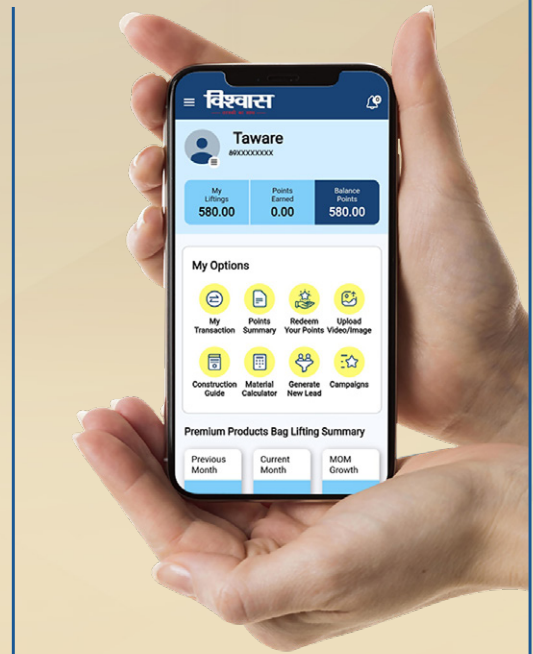 विश्वास
Taware
8RXXXXXXXX
My Liftings
580.00
Points Earned
0.00
Balance Points
580.00
My Options
My Transaction
Points Summary
Redeem Your Points
Upload Video/Image
Construction Guide
Material Calculator
Generate New Lead
Campaigns
Premium Products Bag Lifting Summary
Previous Month
Current Month
MOM Growth